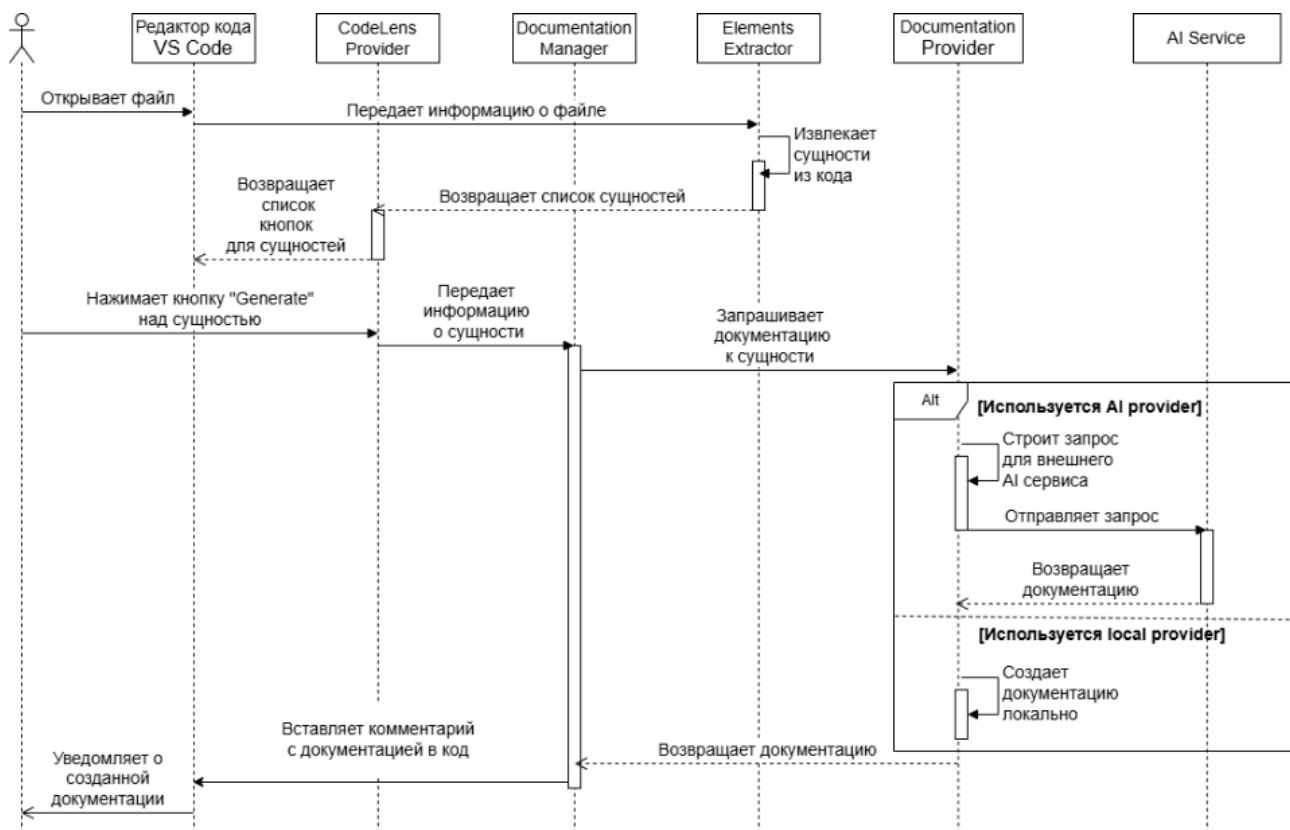 Редактор кода
VS Code
CodeLens
Provider
Documentation
Manager
Elements
Extractor
Documentation
Provider
AI Service
Открывает файл
Передает информацию о файле
Извлекает
сущности
из кода
Возвращает список сущностей
Возвращает
список
кнопок
для сущностей
Нажимает кнопку "Generate"
над сущностью
Передает
информацию
о сущности
Запрашивает
документацию
к сущности
Alt
[Используется AI provider]
Строит запрос
для внешнего
AI сервиса
Отправляет запрос
Возвращает
документацию
[Используется local provider]
Создает
документацию
локально
Возвращает документацию
Вставляет комментарий
с документацией в код
Уведомляет о
созданной
документации